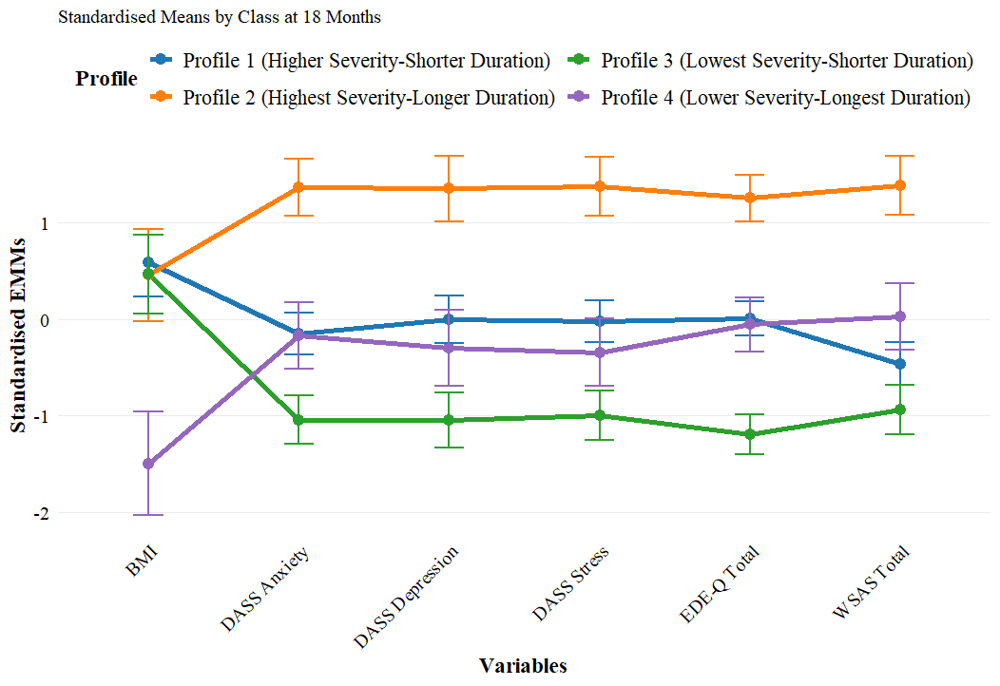 Standardised Means by Class at 18 Months
Profile
Profile 1 (Higher Severity-Shorter Duration)
Profile 3 (Lowest Severity-Shorter Duration)
Profile 2 (Highest Severity-Longer Duration)
Profile 4 (Lower Severity-Longest Duration)
Standardised EMMs
1
0
-1
-2
BMI
DASS Anxiety
DASS Depression
DASS Stress
EDE-Q Total
WSAS Total
Variables